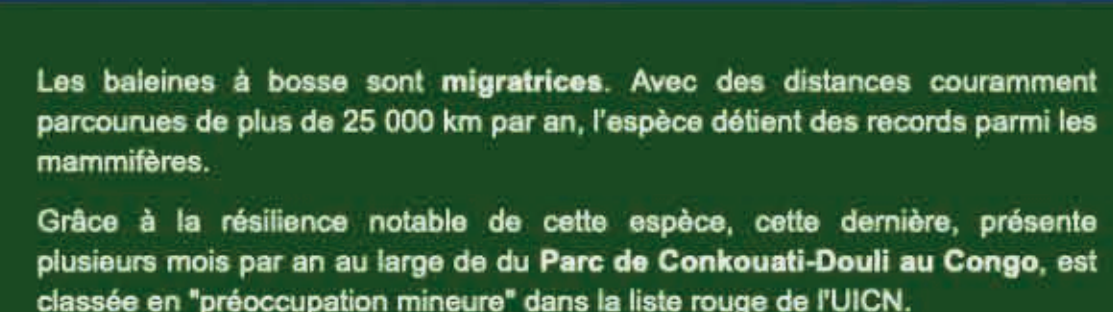 Les baleines à bosse sont migratrices. Avec des distances couramment
parcourues de plus de 25 000 km par an, l'espèce détient des records parmi les
mammifères.
Grâce à la résilience notable de cette espèce, cette dernière, présente
plusieurs mois par an au large de du Parc de Conkouati-Douli au Congo, est
classée en "préoccupation mineure" dans la liste rouge de l'UICN.